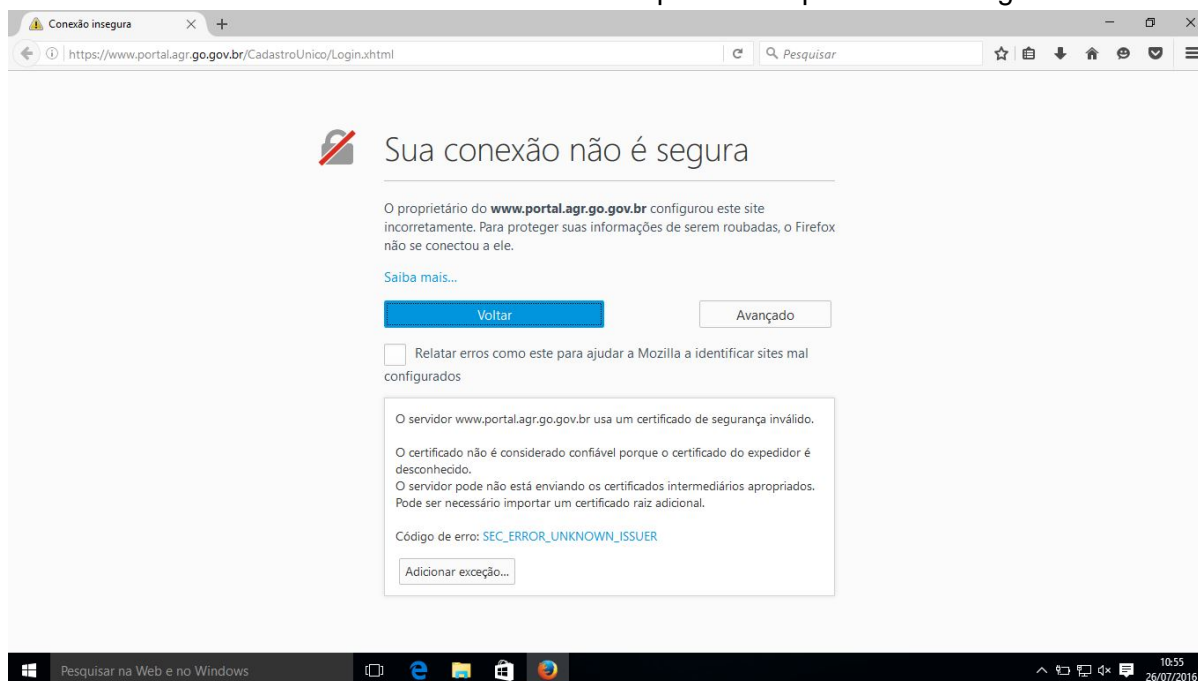 Conexão insegura
https://www.portal.agr.go.gov.br/CadastroUnico/Login.xhtml
Pesquisar
Sua conexão não é segura
O proprietário do www.portal.agr.go.gov.br configurou este site
incorretamente. Para proteger suas informações de serem roubadas, o Firefox
não se conectou a ele.
Saiba mais...
Voltar
Avançado
Relatar erros como este para ajudar a Mozilla a identificar sites mal
configurados
O servidor www.portal.agr.go.gov.br usa um certificado de segurança inválido.
O certificado não é considerado confiável porque o certificado do expedidor é
desconhecido.
O servidor pode não está enviando os certificados intermediários apropriados.
Pode ser necessário importar um certificado raiz adicional.
Código de erro: SEC_ERROR_UNKNOWN_ISSUER
Adicionar exceção...
Pesquisar na Web e no Windows
10:55
26/07/2016